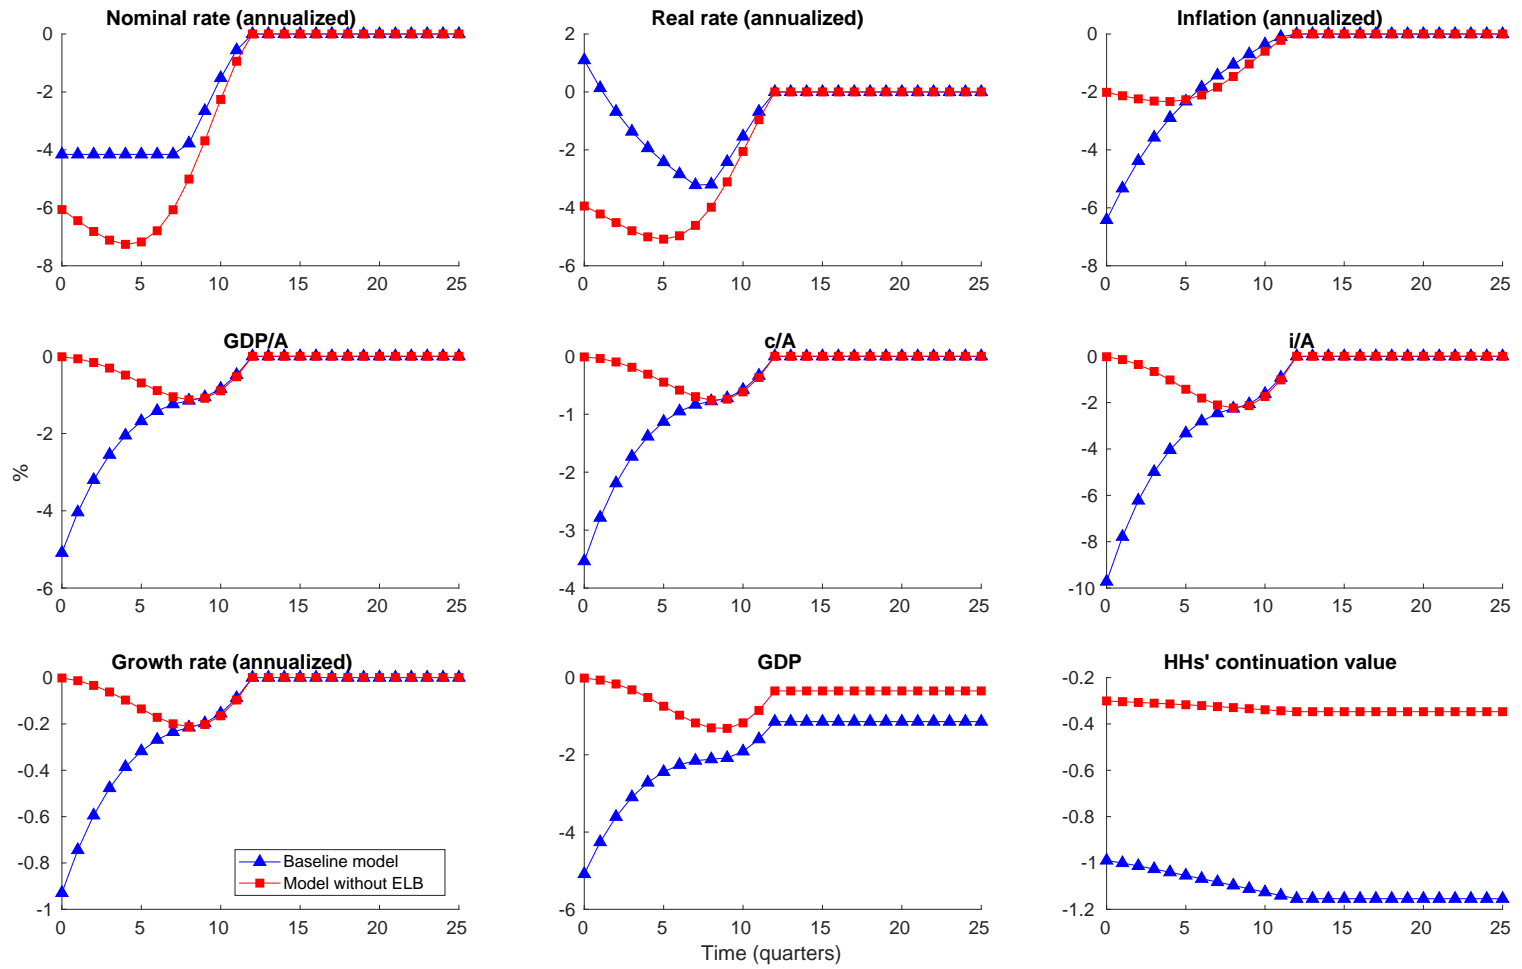 Nominal rate (annualized)
0
-2
-4
-6
-8
0 5 10 15 20 25
Real rate (annualized)
2
0
-2
-4
-6
0 5 10 15 20 25
Inflation (annualized)
0
-2
-4
-6
-8
0 5 10 15 20 25
GDP/A
0
-2
-4
-6
%
0 5 10 15 20 25
c/A
0
-1
-2
-3
-4
0 5 10 15 20 25
i/A
0
-2
-4
-6
-8
-10
0 5 10 15 20 25
Growth rate (annualized)
0
-0.2
-0.4
-0.6
-0.8
-1
0 5 10 15 20 25
Baseline model
Model without ELB
GDP
0
-2
-4
-6
0 5 10 15 20 25
Time (quarters)
HHs' continuation value
-0.2
-0.4
-0.6
-0.8
-1
-1.2
0 5 10 15 20 25